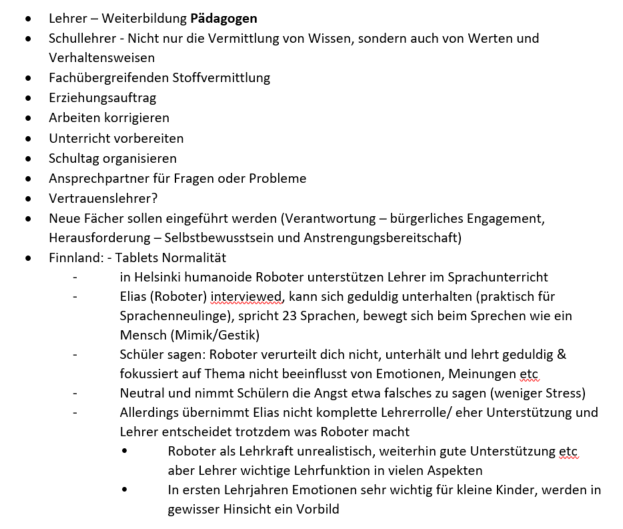 • Lehrer – Weiterbildung Pädagogen
• Schullehrer - Nicht nur die Vermittlung von Wissen, sondern auch von Werten und
Verhaltensweisen
• Fachübergreifenden Stoffvermittlung
• Erziehungsauftrag
• Arbeiten korrigieren
• Unterricht vorbereiten
• Schultag organisieren
• Ansprechpartner für Fragen oder Probleme
• Vertrauenslehrer?
• Neue Fächer sollen eingeführt werden (Verantwortung – bürgerliches Engagement,
Herausforderung – Selbstbewusstsein und Anstrengungsbereitschaft)
• Finnland: - Tablets Normalität
- in Helsinki humanoide Roboter unterstützen Lehrer im Sprachunterricht
- Elias (Roboter) interviewed, kann sich geduldig unterhalten (praktisch für
Sprachenneulinge), spricht 23 Sprachen, bewegt sich beim Sprechen wie ein
Mensch (Mimik/Gestik)
- Schüler sagen: Roboter verurteilt dich nicht, unterhält und lehrt geduldig &
fokussiert auf Thema nicht beeinflusst von Emotionen, Meinungen etc
- Neutral und nimmt Schülern die Angst etwa falsches zu sagen (weniger Stress)
- Allerdings übernimmt Elias nicht komplette Lehrerrolle/ eher Unterstützung und
Lehrer entscheidet trotzdem was Roboter macht
• Roboter als Lehrkraft unrealistisch, weiterhin gute Unterstützung etc
aber Lehrer wichtige Lehrfunktion in vielen Aspekten
• In ersten Lehrjahren Emotionen sehr wichtig für kleine Kinder, werden in
gewisser Hinsicht ein Vorbild